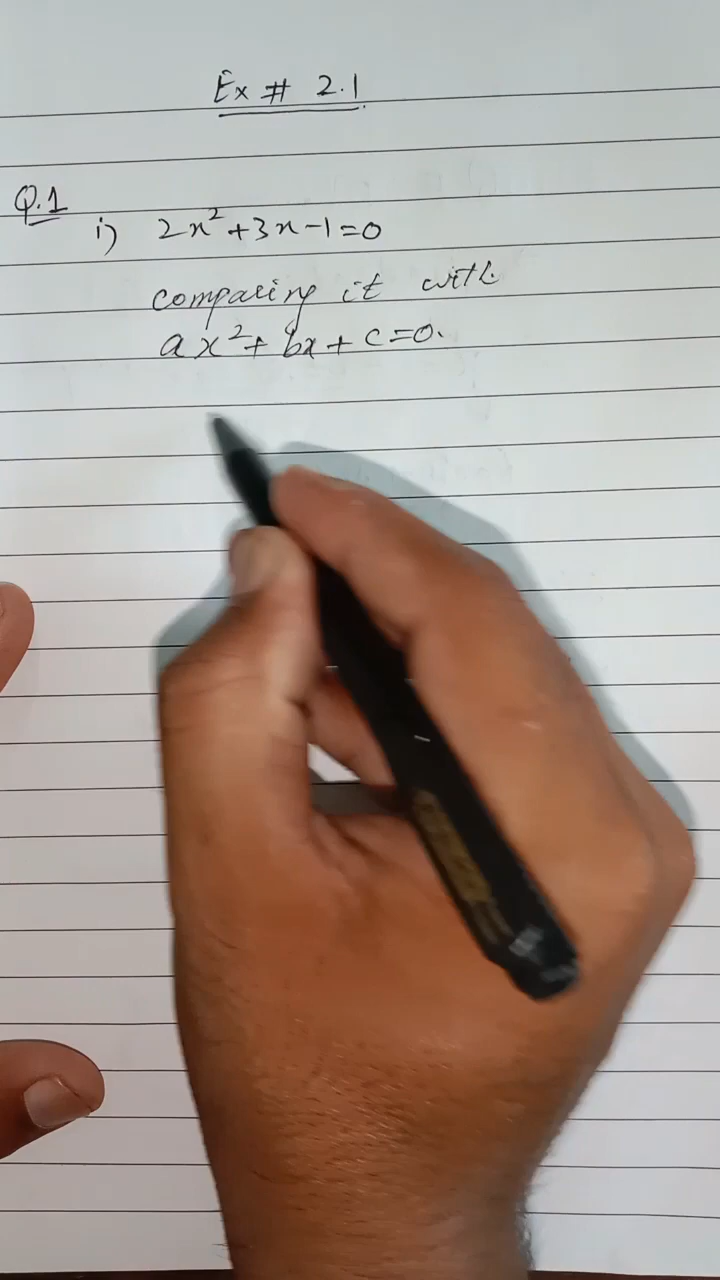 Ex # 2.1
Q.1
i) 2x²+3x-1=0
comparing it with
ax²+bx+c=0.